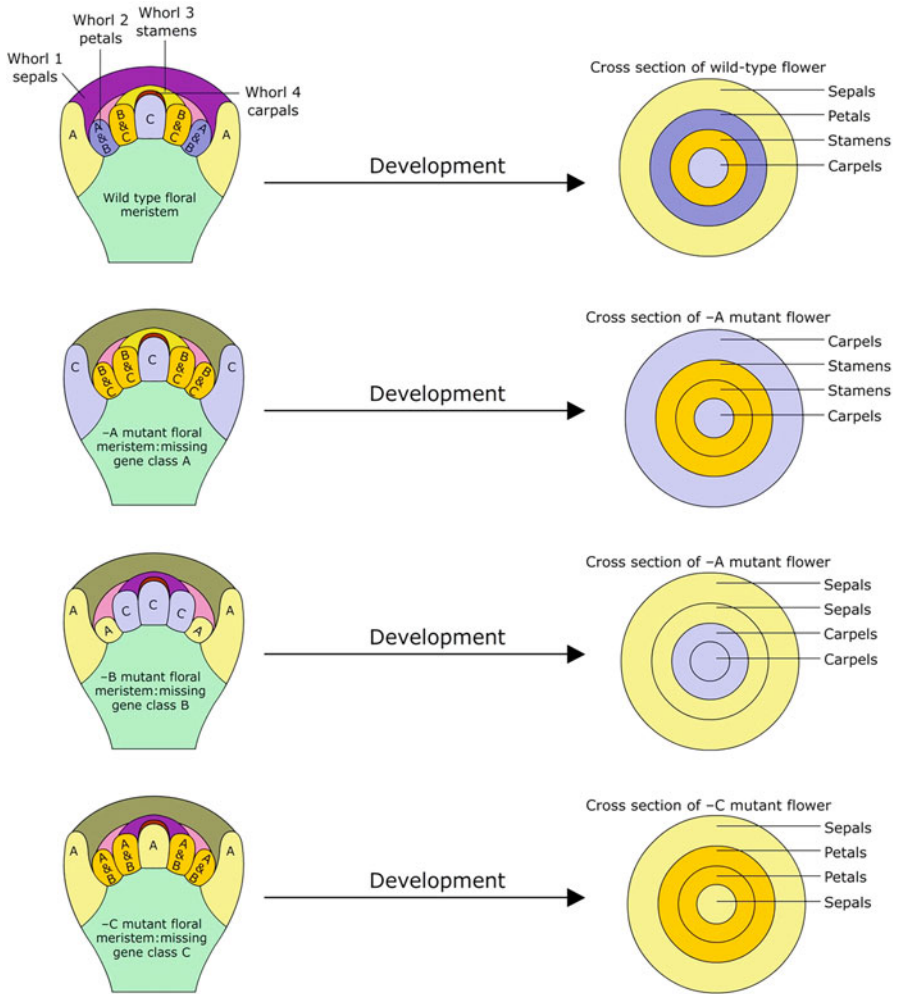 Whorl 1
sepals
Whorl 2
petals
Whorl 3
stamens
Whorl 4
carpals
A
A & B
B & C
C
B & C
A & B
A
Wild type floral
meristem
Development
Cross section of wild-type flower
Sepals
Petals
Stamens
Carpels
C
B & C
B & C
C
B & C
B & C
C
–A mutant floral
meristem:missing
gene class A
Development
Cross section of –A mutant flower
Carpels
Stamens
Stamens
Carpels
A
A
C
C
C
A
A
–B mutant floral
meristem:missing
gene class B
Development
Cross section of –A mutant flower
Sepals
Sepals
Carpels
Carpels
A
A & B
A & B
A
A & B
A & B
A
–C mutant floral
meristem:missing
gene class C
Development
Cross section of –C mutant flower
Sepals
Petals
Petals
Sepals